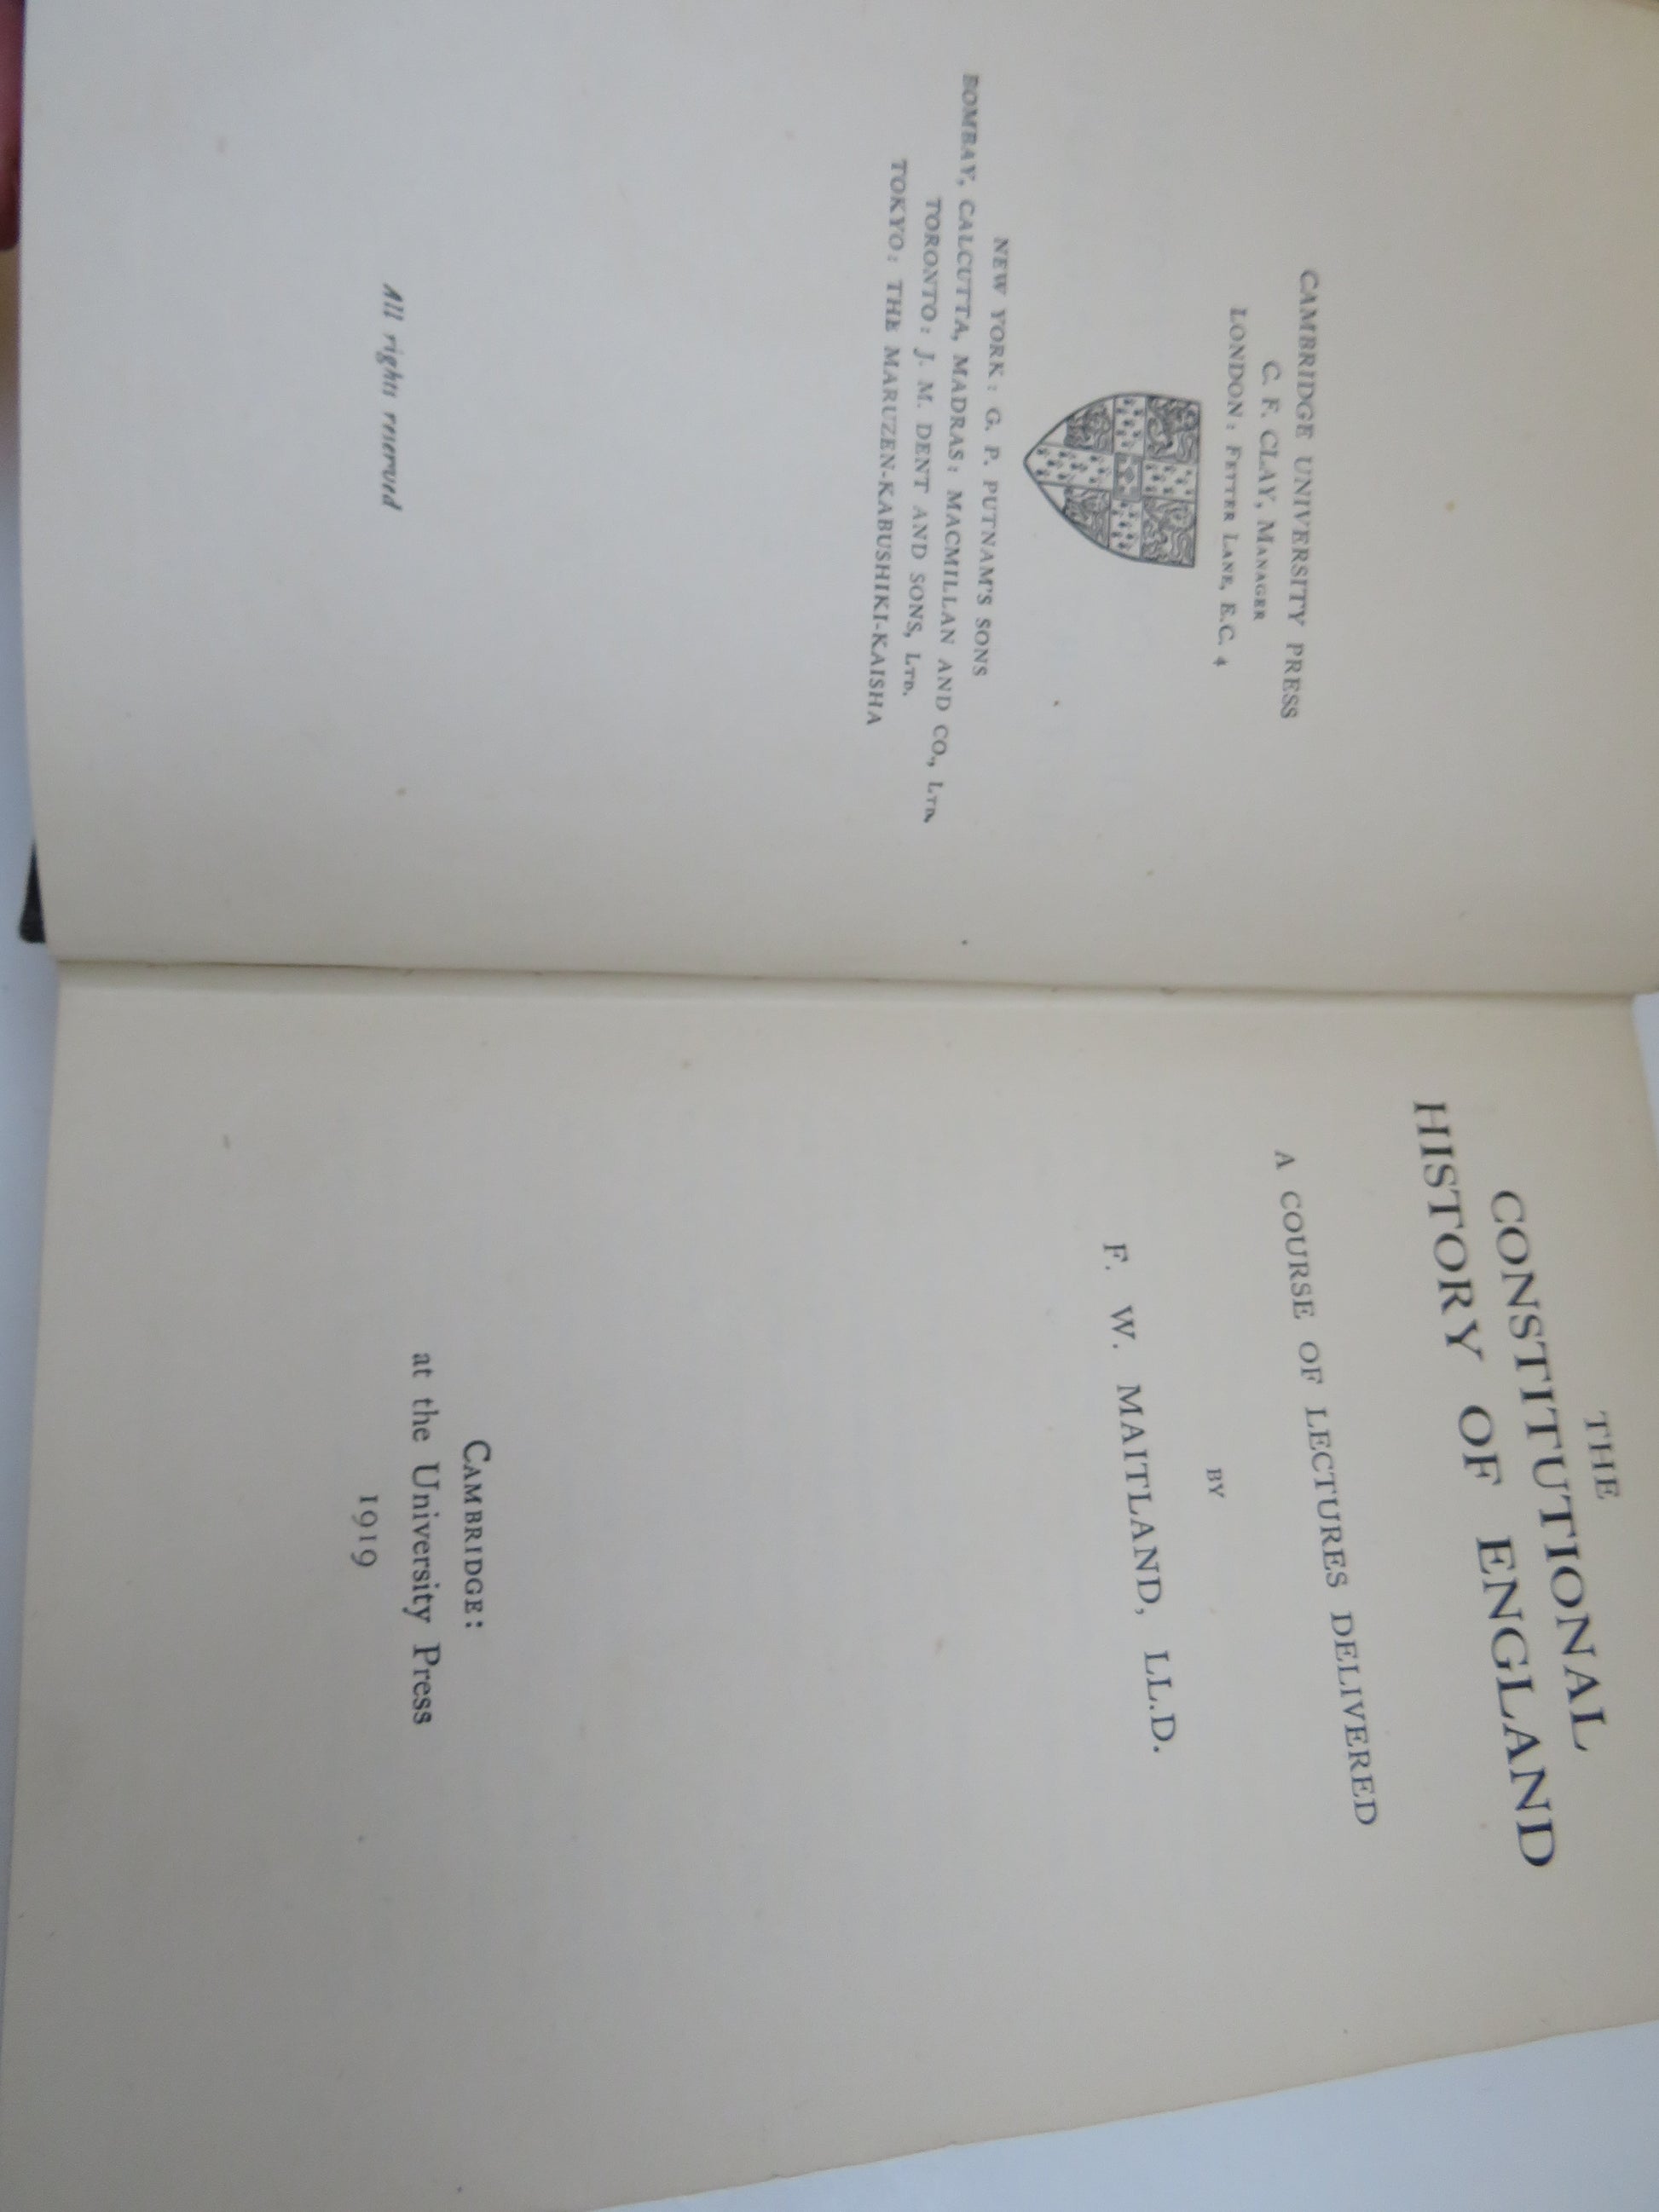 CAMBRIDGE UNIVERSITY PRESS
C. F. CLAY, MANAGER
LONDON: FETTER LANE, E.C. 4
NEW YORK: G. P. PUTNAM'S SONS
BOMBAY, CALCUTTA, MADRAS: MACMILLAN AND CO., LTD.
TORONTO: J. M. DENT AND SONS, LTD.
TOKYO: THE MARUZEN-KABUSHIKI-KAISHA
All rights reserved
THE
CONSTITUTIONAL
HISTORY OF ENGLAND
A COURSE OF LECTURES DELIVERED
BY
F. W. MAITLAND, LL.D.
CAMBRIDGE:
at the University Press
1919